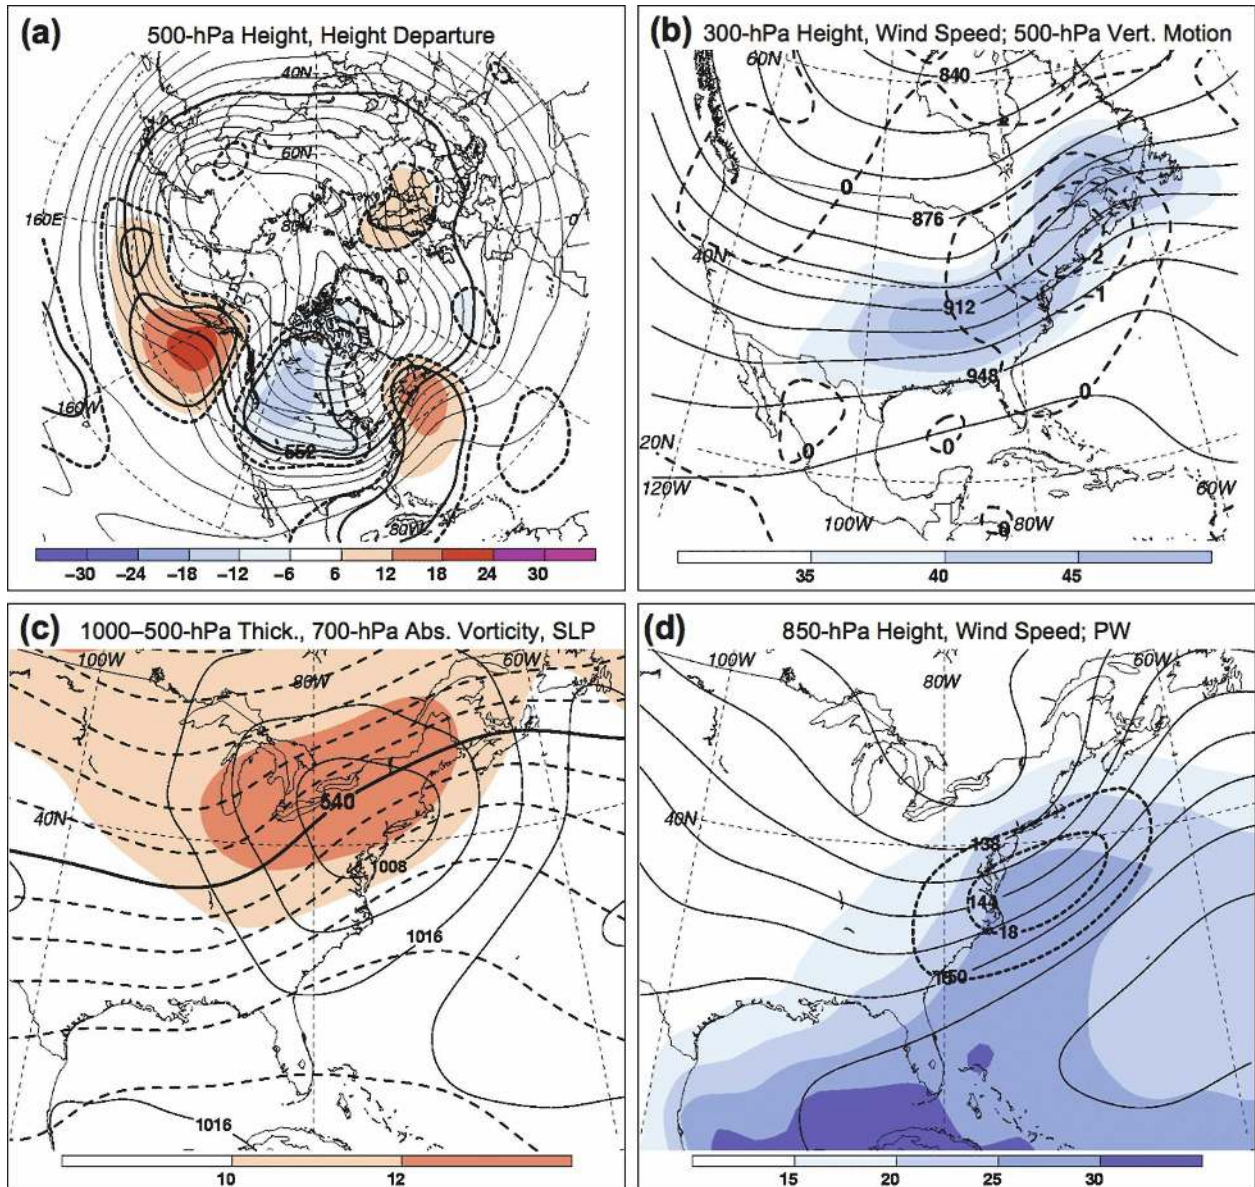 (a) 500-hPa Height, Height Departure
40N
60N
80N
160E
0
160W
552
80W
−30 −24 −18 −12 −6 6 12 18 24 30
(b) 300-hPa Height, Wind Speed; 500-hPa Vert. Motion
60N
840
0
876
40N
-2
912
-1
948
0
0
0
20N
120W
60W
100W
0
80W
35 40 45
(c) 1000–500-hPa Thick., 700-hPa Abs. Vorticity, SLP
100W
60W
80W
540
40N
1008
1016
1016
10 12
(d) 850-hPa Height, Wind Speed; PW
100W
60W
80W
40N
138
144
18
150
15 20 25 30